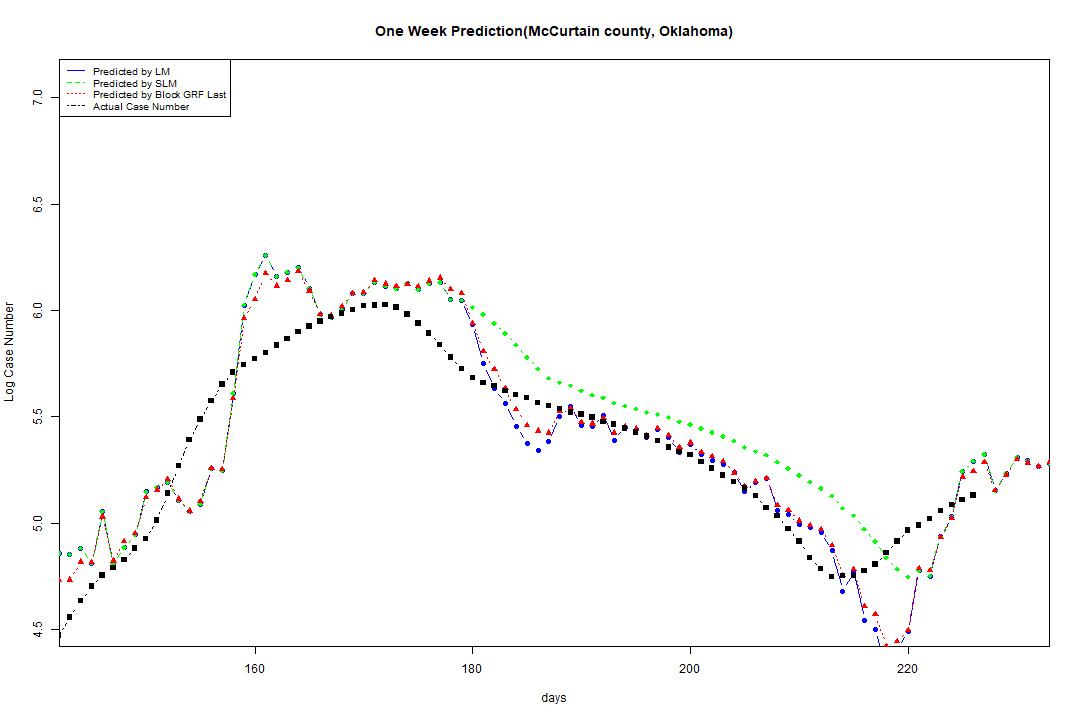 One Week Prediction(McCurtain county, Oklahoma)
Predicted by LM
Predicted by SLM
Predicted by Block GRF Last
Actual Case Number
7.0
6.5
6.0
5.5
5.0
4.5
Log Case Number
160 180 200 220
days